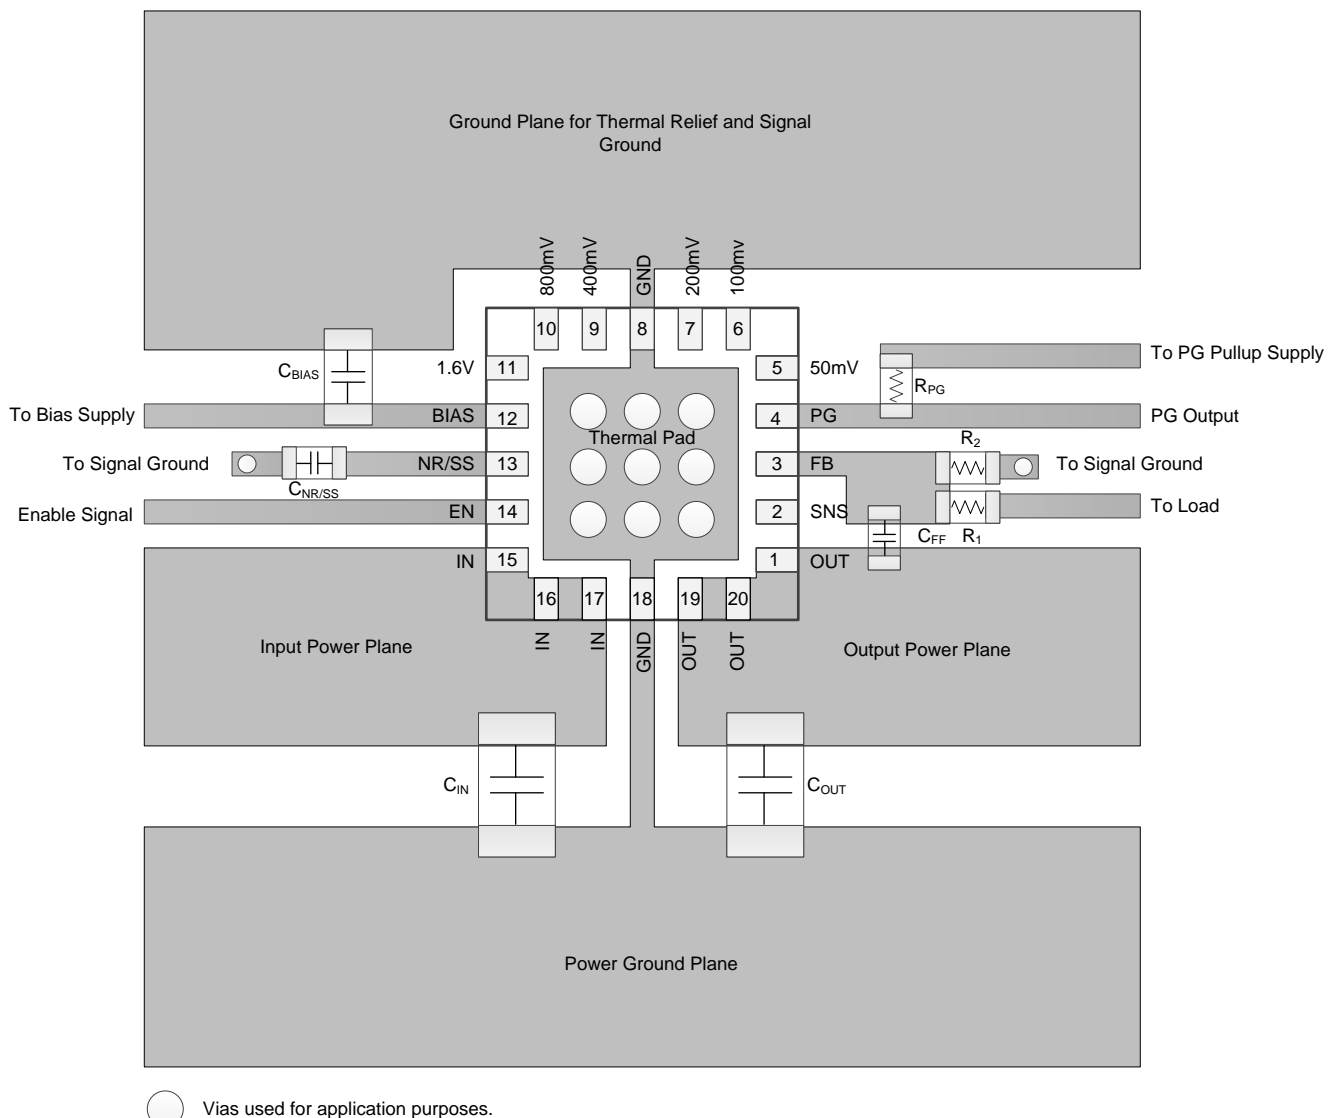 Ground Plane for Thermal Relief and Signal
Ground
800mV
400mV
GND
200mV
100mv
10
9
8
7
6
1.6V
11
5
50mV
To PG Pullup Supply
CBIAS
RPG
To Bias Supply
BIAS
12
4
PG
PG Output
Thermal Pad
R2
To Signal Ground
NR/SS
13
3
FB
To Signal Ground
CNR/SS
Enable Signal
EN
14
2
SNS
To Load
CFF
R1
IN
15
1
OUT
16
17
18
19
20
IN
IN
GND
OUT
OUT
Input Power Plane
Output Power Plane
CIN
COUT
Power Ground Plane
Vias used for application purposes.